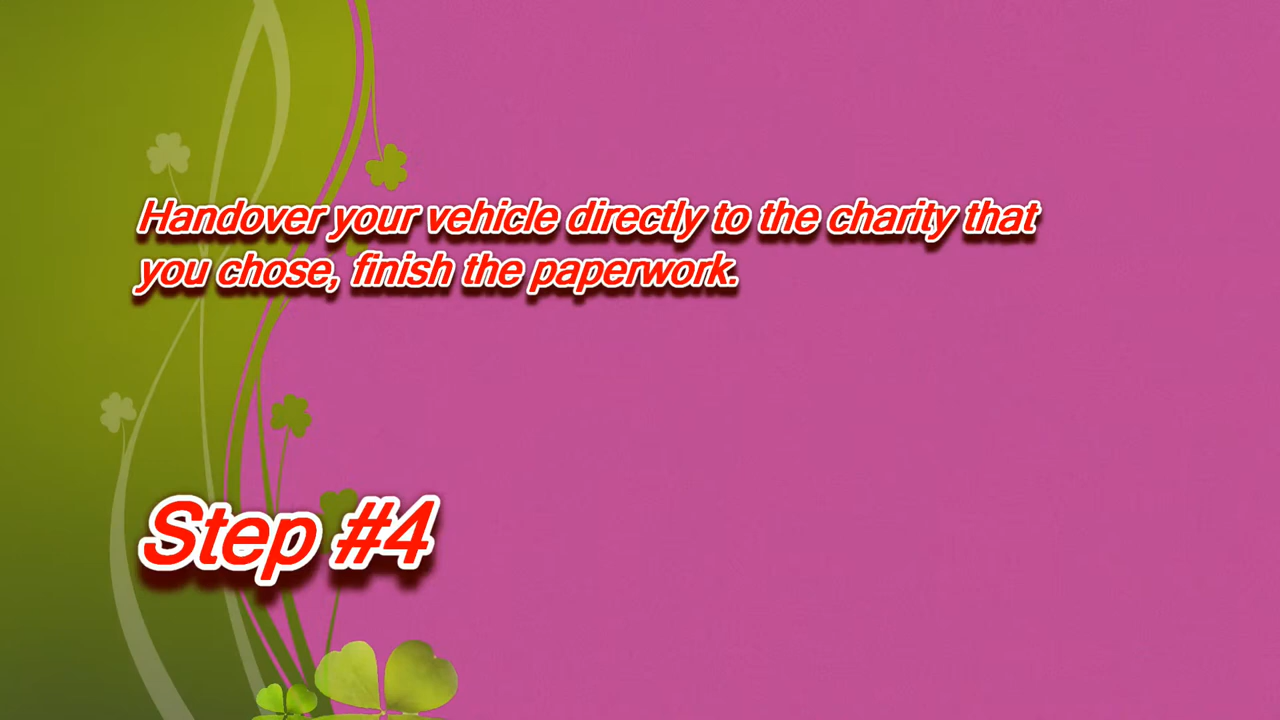 Handover your vehicle directly to the charity that
you chose, finish the paperwork.
Step #4